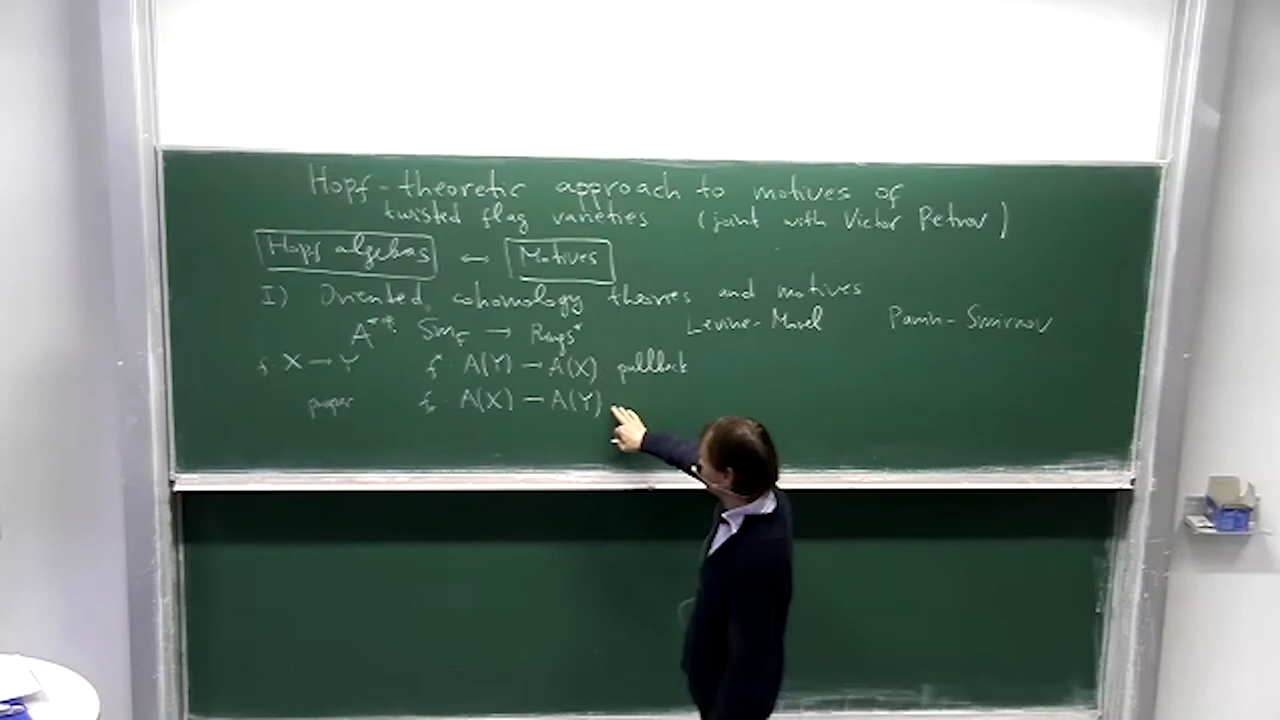 Hopf-theoretic approach to motives of
twisted flag varieties (joint with Victor Petrov)
Hopf algebras ↔ Motives
I) Oriented cohomology theories and motives
A** : Sm_F → Rings* Levine-Morel Panin-Smirnov
f: X → Y f* : A(Y) → A(X) pullback
proper f_* : A(X) → A(Y)